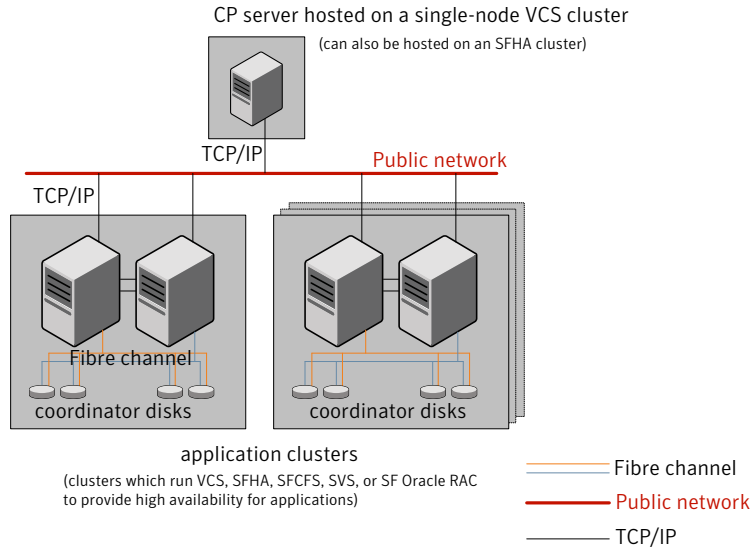 CP server hosted on a single-node VCS cluster
(can also be hosted on an SFHA cluster)
TCP/IP
Public network
TCP/IP
Fibre channel
coordinator disks
coordinator disks
application clusters
(clusters which run VCS, SFHA, SFCFS, SVS, or SF Oracle RAC
to provide high availability for applications)
Fibre channel
Public network
TCP/IP